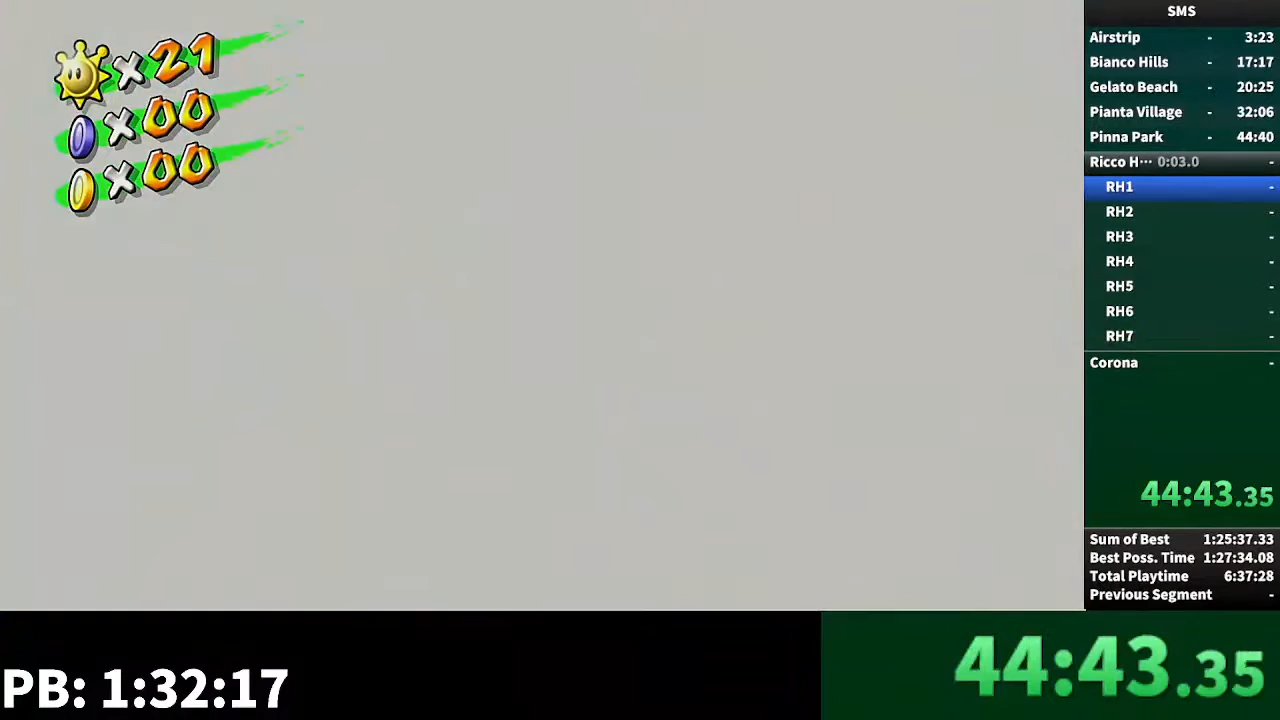 ×21
×00
×00
SMS
Airstrip - 3:23
Bianco Hills - 17:17
Gelato Beach - 20:25
Pianta Village - 32:06
Pinna Park - 44:40
Ricco H··· 0:03.0 -
RH1 -
RH2 -
RH3 -
RH4 -
RH5 -
RH6 -
RH7 -
Corona -
44:43.35
Sum of Best 1:25:37.33
Best Poss. Time 1:27:34.08
Total Playtime 6:37:28
Previous Segment -
PB: 1:32:17
44:43.35